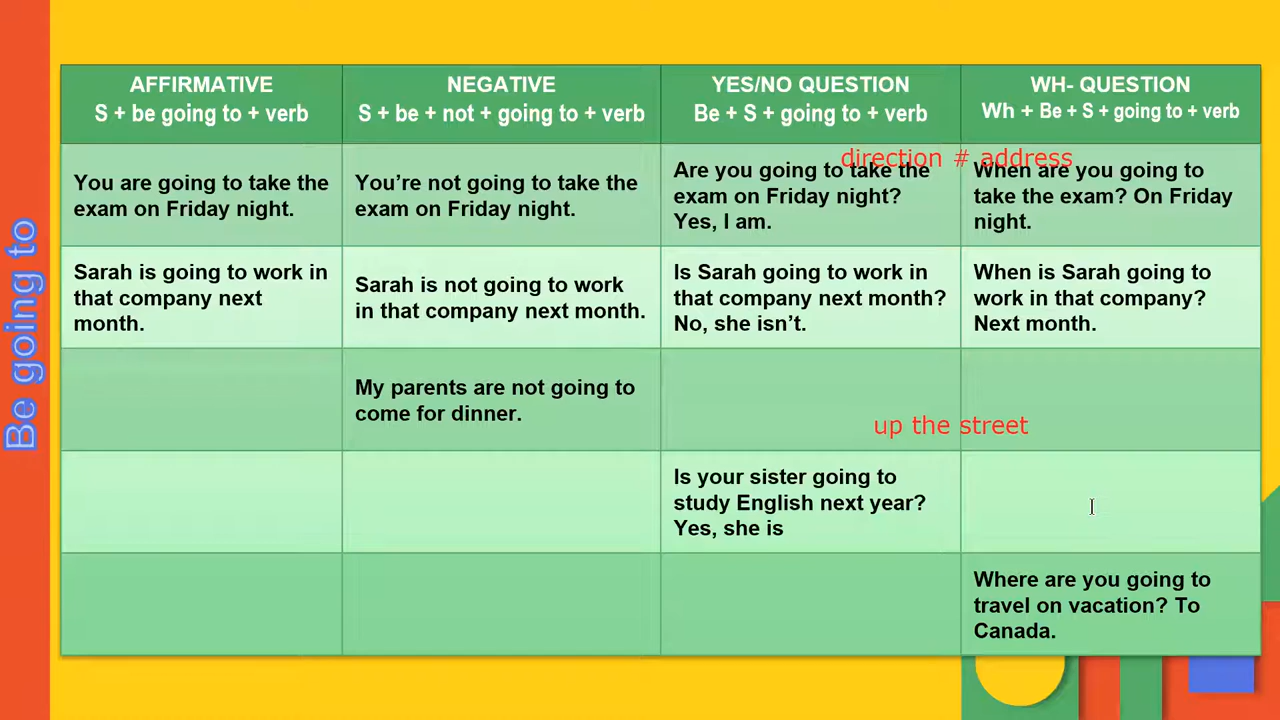 Be going to
AFFIRMATIVE
S + be going to + verb
NEGATIVE
S + be + not + going to + verb
YES/NO QUESTION
Be + S + going to + verb
WH- QUESTION
Wh + Be + S + going to + verb
direction # address
You are going to take the
exam on Friday night.
You’re not going to take the
exam on Friday night.
Are you going to take the
exam on Friday night?
Yes, I am.
When are you going to
take the exam? On Friday
night.
Sarah is going to work in
that company next
month.
Sarah is not going to work
in that company next month.
Is Sarah going to work in
that company next month?
No, she isn’t.
When is Sarah going to
work in that company?
Next month.
My parents are not going to
come for dinner.
up the street
Is your sister going to
study English next year?
Yes, she is
Where are you going to
travel on vacation? To
Canada.